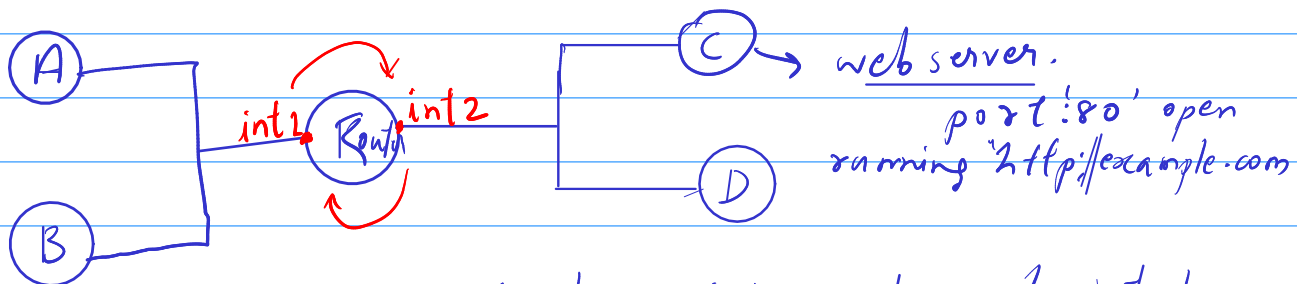 A
C
web server.
int1
int2
Router
port '80' open
running "http://example.com
D
B